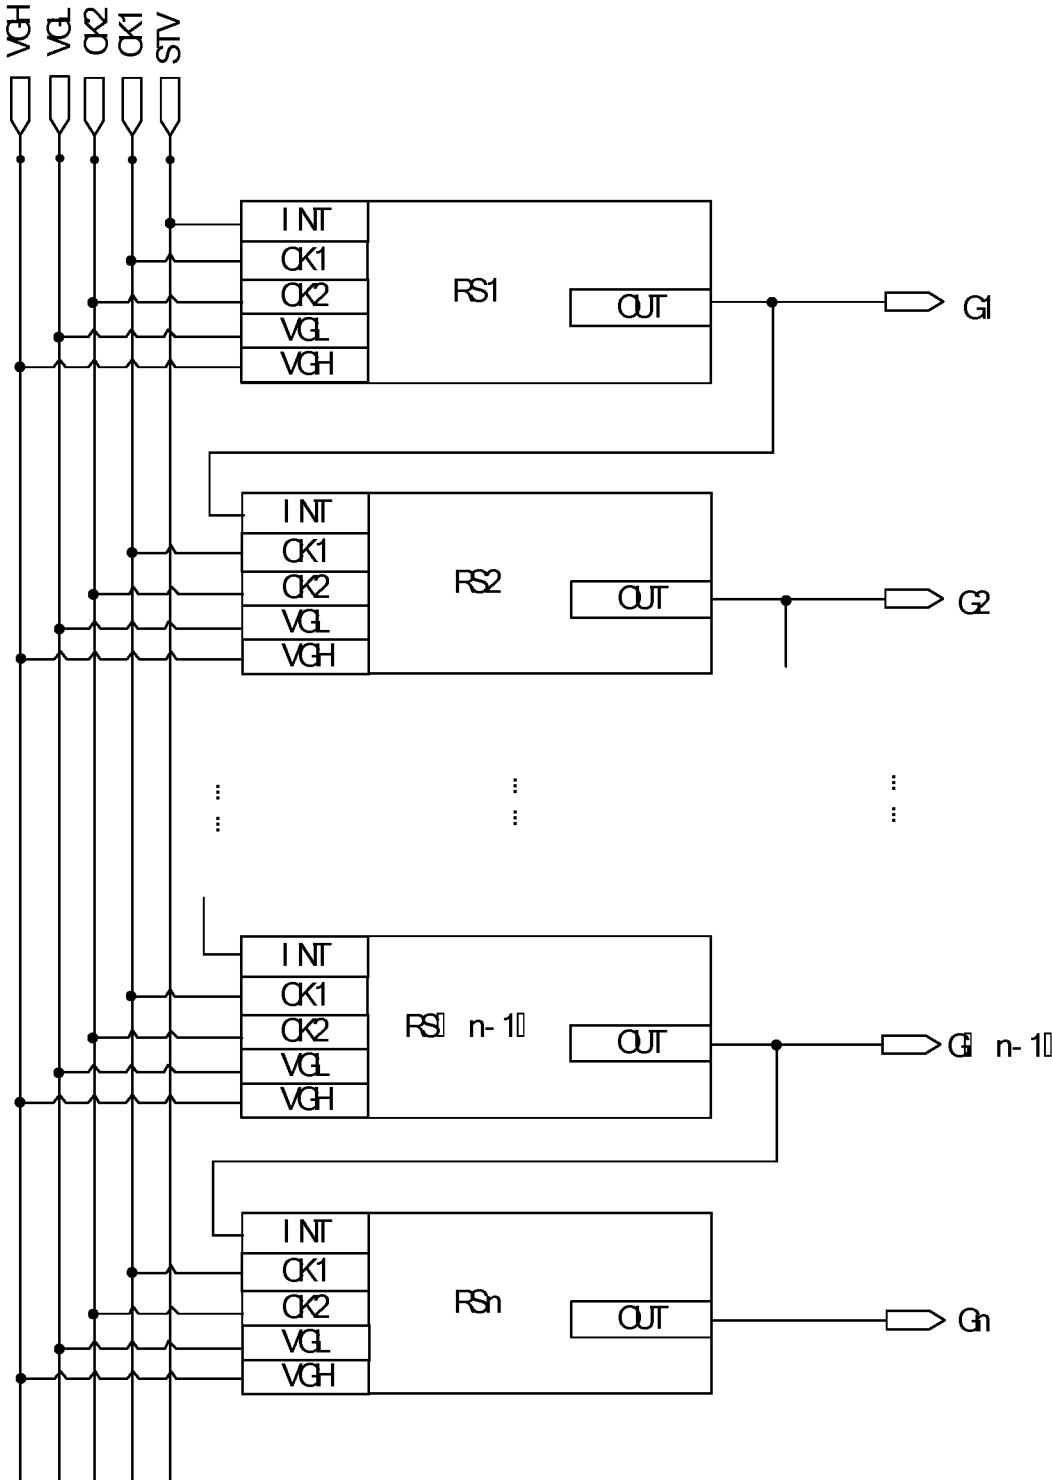 VGH
VGL
CK2
CK1
STV
INT
CK1
CK2
VGL
VGH
RS1
OUT
G1
INT
CK1
CK2
VGL
VGH
RS2
OUT
G2
INT
CK1
CK2
VGL
VGH
RS▯ n-1▯
OUT
G▯ n-1▯
INT
CK1
CK2
VGL
VGH
RSn
OUT
Gn